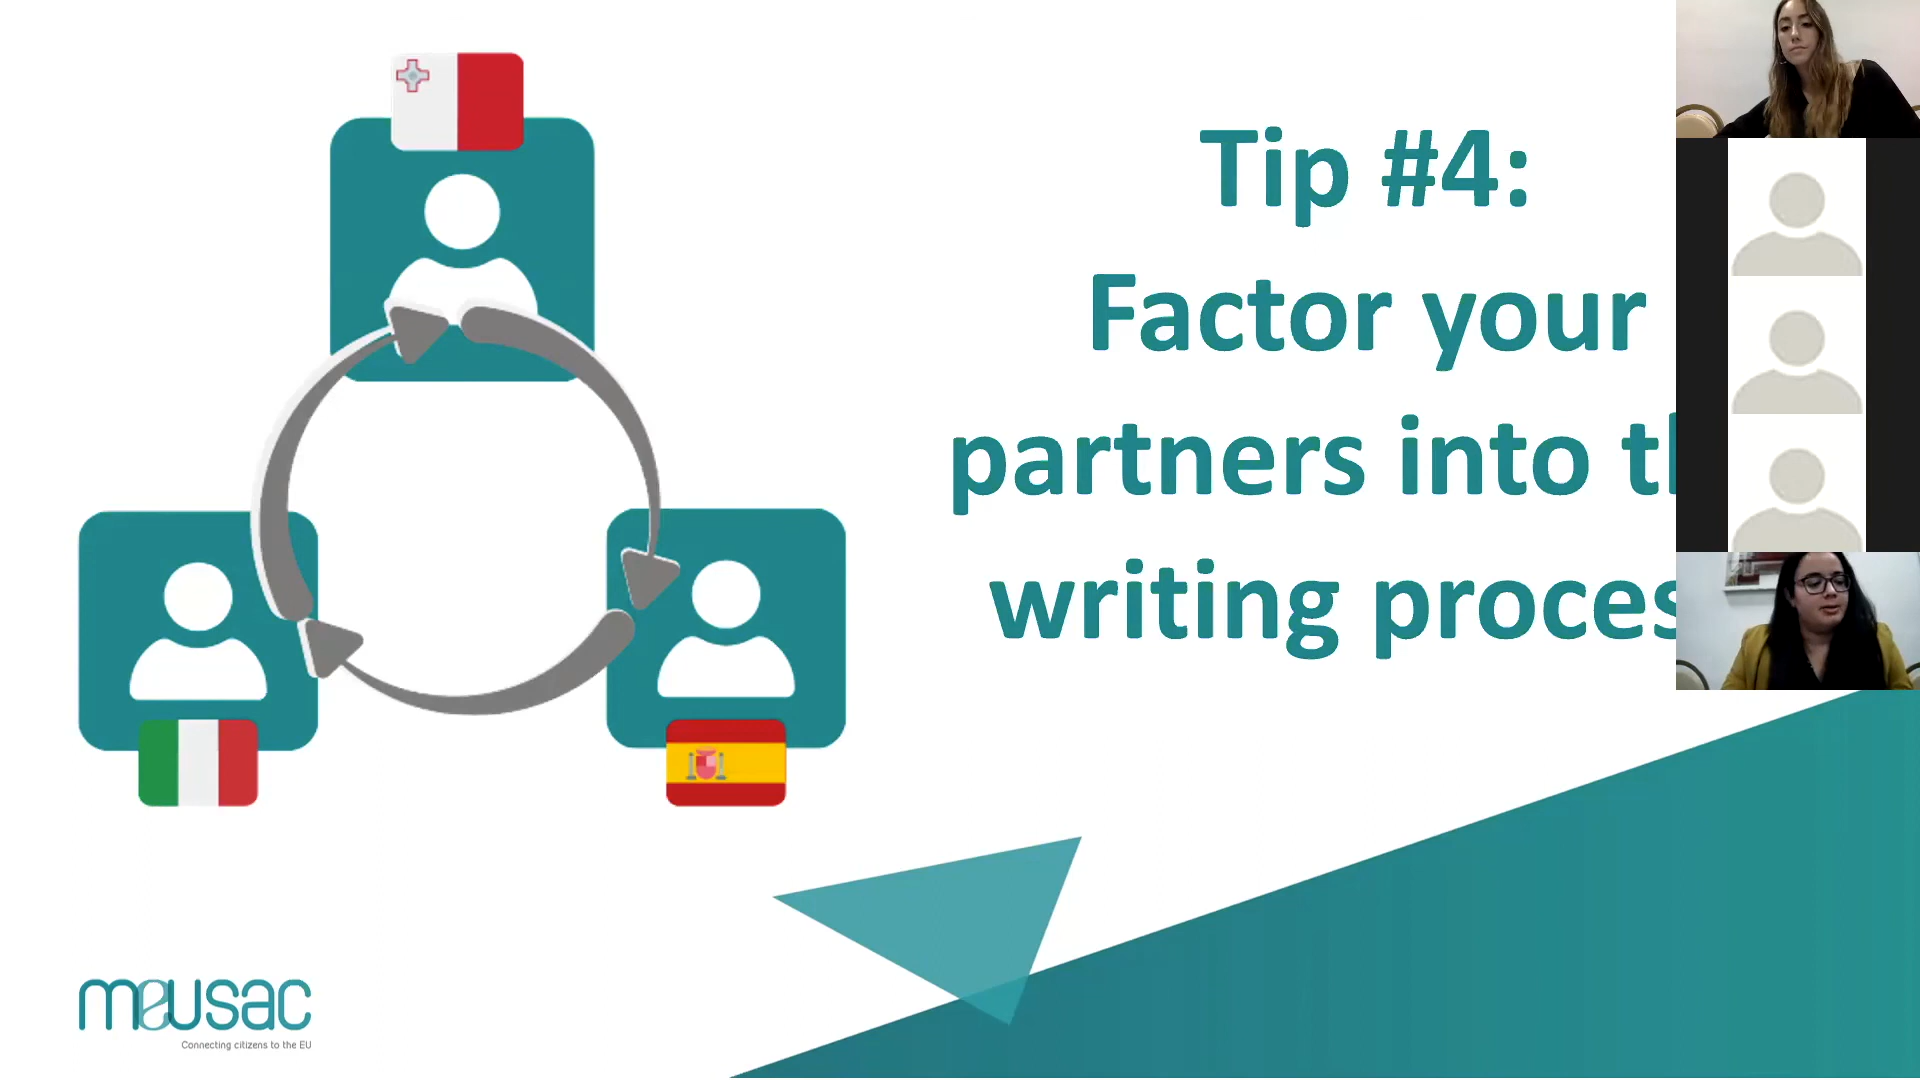 Tip #4:
Factor your
partners into t
writing proces
meusac
Connecting citizens to the EU